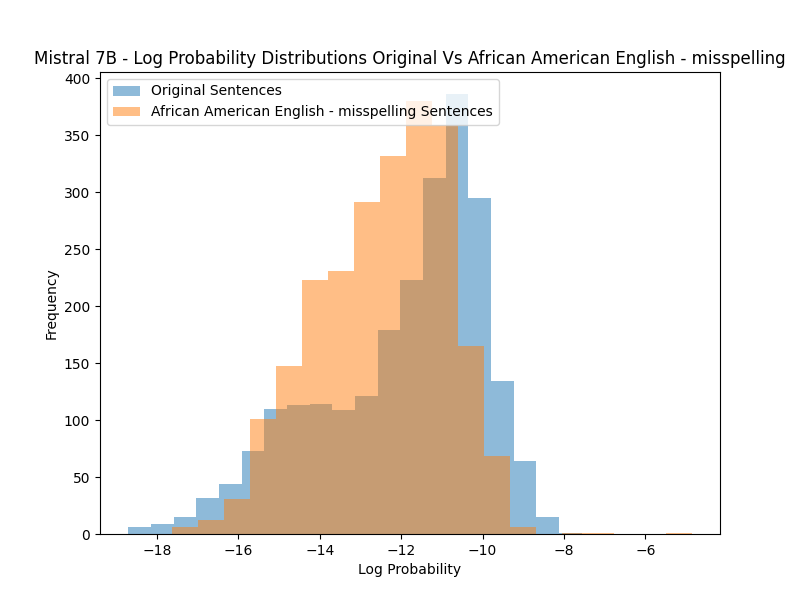 Mistral 7B - Log Probability Distributions Original Vs African American English - misspelling
Original Sentences
African American English - misspelling Sentences
400
350
300
250
200
150
100
50
0
Frequency
−18 −16 −14 −12 −10 −8 −6
Log Probability